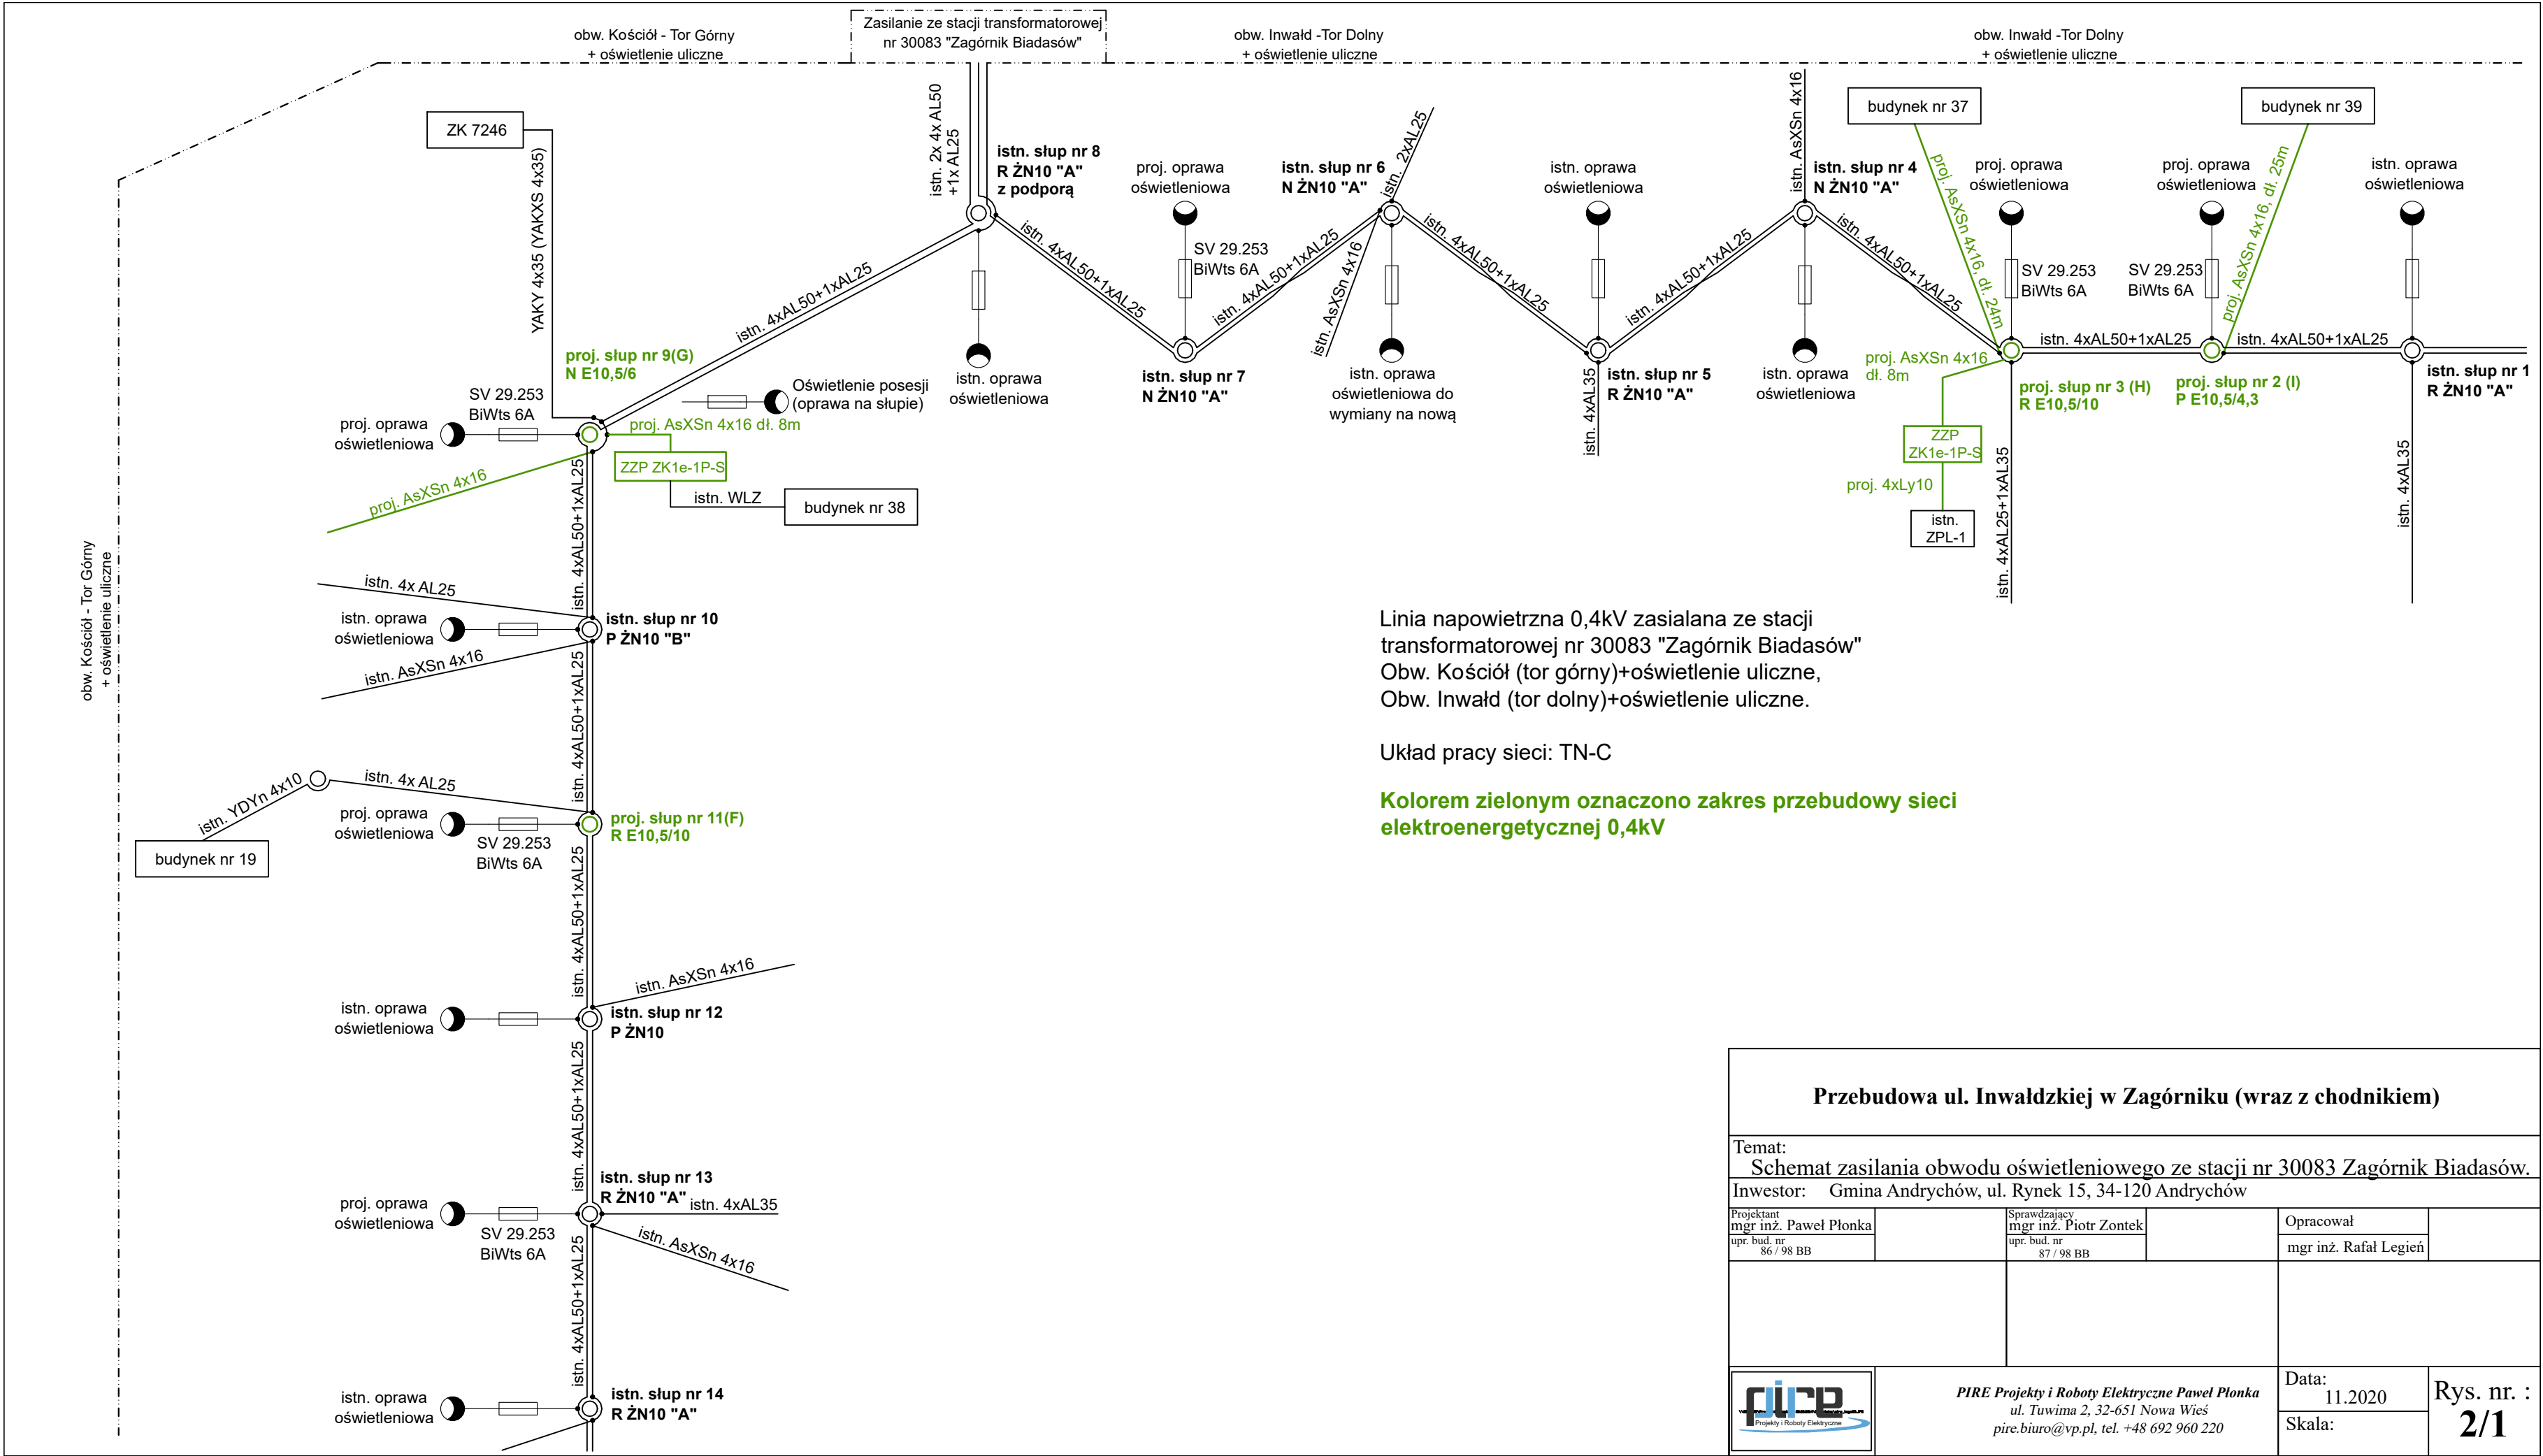 Zasilanie ze stacji transformatorowej
nr 30083 "Zagórnik Biadasów"
obw. Kościół - Tor Górny
+ oświetlenie uliczne
obw. Inwałd -Tor Dolny
+ oświetlenie uliczne
obw. Inwałd -Tor Dolny
+ oświetlenie uliczne
ZK 7246
YAKY 4x35 (YAKXS 4x35)
istn. 2x 4x AL50
+1x AL25
istn. słup nr 8
R ŻN10 "A"
z podporą
proj. oprawa
oświetleniowa
SV 29.253
BiWts 6A
istn. słup nr 6
N ŻN10 "A"
istn. 2xAL25
istn. oprawa
oświetleniowa
istn. AsXSn 4x16
istn. słup nr 4
N ŻN10 "A"
budynek nr 37
proj. AsXSn 4x16, dł. 24m
proj. oprawa
oświetleniowa
SV 29.253
BiWts 6A
budynek nr 39
proj. oprawa
oświetleniowa
SV 29.253
BiWts 6A
proj. AsXSn 4x16, dł. 25m
istn. oprawa
oświetleniowa
istn. 4xAL50+1xAL25
istn. 4xAL50+1xAL25
istn. 4xAL50+1xAL25
istn. AsXSn 4x16
istn. 4xAL50+1xAL25
istn. 4xAL50+1xAL25
istn. 4xAL50+1xAL25
istn. 4xAL50+1xAL25
istn. 4xAL50+1xAL25
proj. słup nr 9(G)
N E10,5/6
istn. oprawa
oświetleniowa
istn. słup nr 7
N ŻN10 "A"
istn. oprawa
oświetleniowa do
wymiany na nową
istn. 4xAL35
istn. słup nr 5
R ŻN10 "A"
istn. oprawa
oświetleniowa
proj. AsXSn 4x16
dł. 8m
proj. słup nr 3 (H)
R E10,5/10
proj. słup nr 2 (I)
P E10,5/4,3
istn. słup nr 1
R ŻN10 "A"
ZZP
ZK1e-1P-S
proj. 4xLy10
istn.
ZPL-1
istn. 4xAL25+1xAL35
istn. 4xAL35
Oświetlenie posesji
(oprawa na słupie)
SV 29.253
BiWts 6A
proj. oprawa
oświetleniowa
proj. AsXSn 4x16 dł. 8m
ZZP ZK1e-1P-S
istn. WLZ
budynek nr 38
proj. AsXSn 4x16
istn. 4xAL50+1xAL25
obw. Kościół - Tor Górny
+ oświetlenie uliczne
istn. 4x AL25
istn. oprawa
oświetleniowa
istn. słup nr 10
P ŻN10 "B"
istn. AsXSn 4x16
istn. 4xAL50+1xAL25
istn. YDYn 4x10
istn. 4x AL25
budynek nr 19
proj. oprawa
oświetleniowa
SV 29.253
BiWts 6A
proj. słup nr 11(F)
R E10,5/10
istn. 4xAL50+1xAL25
istn. AsXSn 4x16
istn. oprawa
oświetleniowa
istn. słup nr 12
P ŻN10
istn. 4xAL50+1xAL25
istn. słup nr 13
R ŻN10 "A"
istn. 4xAL35
proj. oprawa
oświetleniowa
SV 29.253
BiWts 6A
istn. AsXSn 4x16
istn. 4xAL50+1xAL25
istn. oprawa
oświetleniowa
istn. słup nr 14
R ŻN10 "A"
Linia napowietrzna 0,4kV zasialana ze stacji
transformatorowej nr 30083 "Zagórnik Biadasów"
Obw. Kościół (tor górny)+oświetlenie uliczne,
Obw. Inwałd (tor dolny)+oświetlenie uliczne.
Układ pracy sieci: TN-C
Kolorem zielonym oznaczono zakres przebudowy sieci
elektroenergetycznej 0,4kV
Przebudowa ul. Inwałdzkiej w Zagórniku (wraz z chodnikiem)
Temat:
Schemat zasilania obwodu oświetleniowego ze stacji nr 30083 Zagórnik Biadasów.
Inwestor: Gmina Andrychów, ul. Rynek 15, 34-120 Andrychów
Projektant
mgr inż. Paweł Płonka
upr. bud. nr
86 / 98 BB
Sprawdzający
mgr inż. Piotr Zontek
upr. bud. nr
87 / 98 BB
Opracował
mgr inż. Rafał Legień
pire
Projekty i Roboty Elektryczne
PIRE Projekty i Roboty Elektryczne Paweł Płonka
ul. Tuwima 2, 32-651 Nowa Wieś
pire.biuro@vp.pl, tel. +48 692 960 220
Data:
11.2020
Skala:
Rys. nr. :
2/1